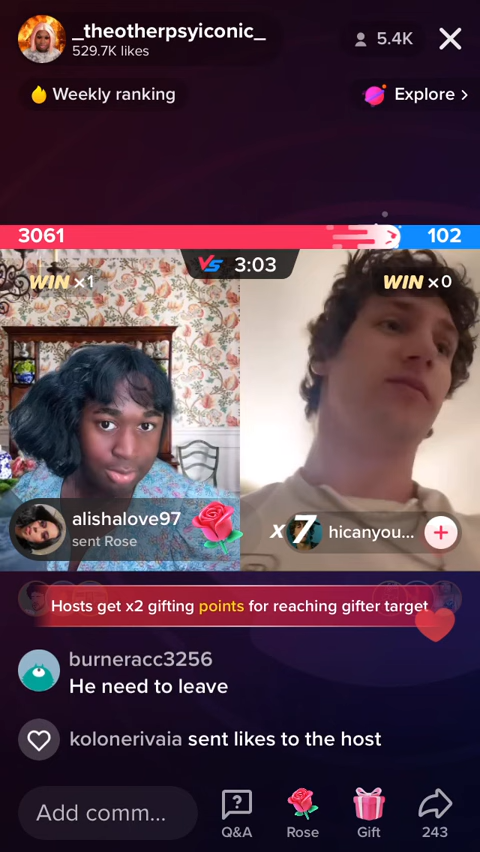 _theotherpsyiconic_
529.7K likes
5.4K
Weekly ranking
Explore >
3061
102
VS 3:03
WIN x1
WIN x0
alishalove97
sent Rose
x 7 hicanyou...
Hosts get x2 gifting points for reaching gifter target
burneracc3256
He need to leave
kolonerivaia sent likes to the host
Add comm...
Q&A
Rose
Gift
243